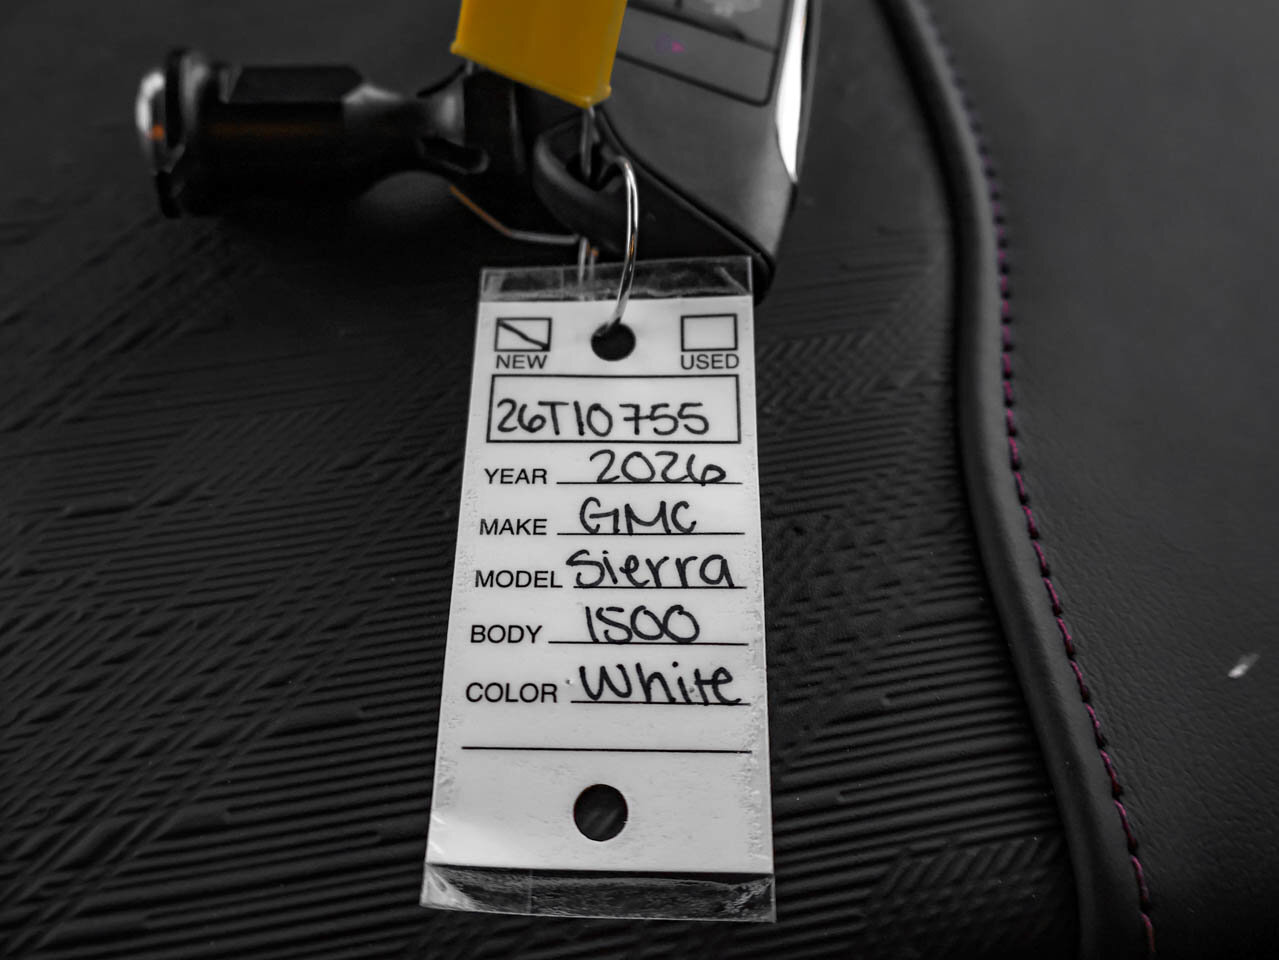 NEW USED
26T10755
YEAR 2026
MAKE GMC
MODEL Sierra
BODY 1500
COLOR White